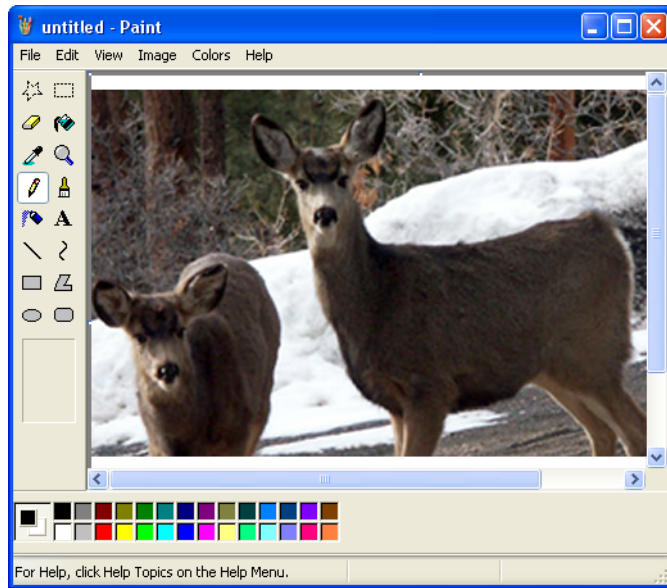 untitled - Paint
File Edit View Image Colors Help
A
For Help, click Help Topics on the Help Menu.